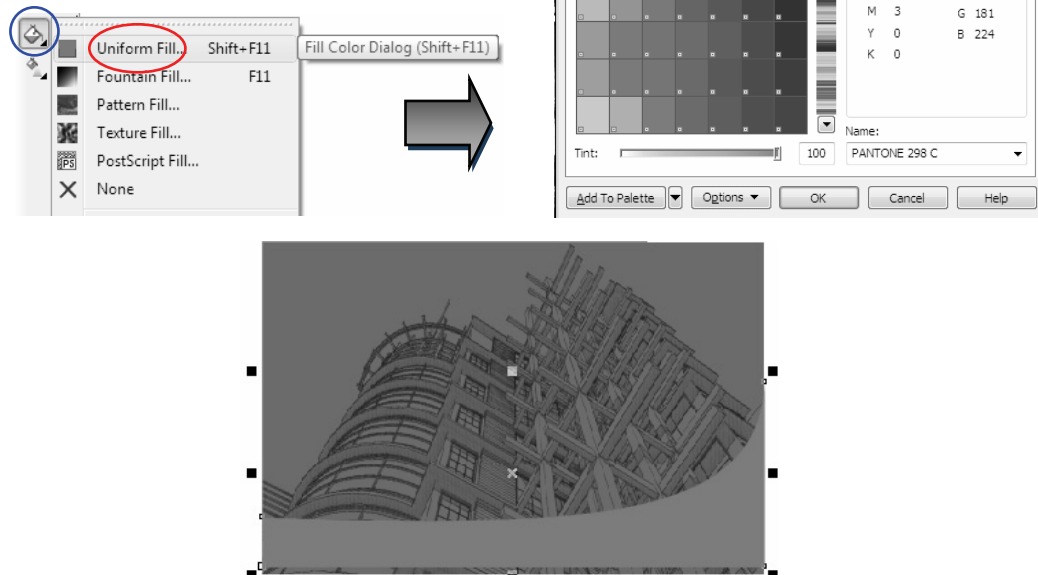 Uniform Fill... Shift+F11
Fill Color Dialog (Shift+F11)
Fountain Fill... F11
Pattern Fill...
Texture Fill...
PostScript Fill...
None
PS
M 3 G 181
Y 0 B 224
K 0
Name:
Tint: 100 PANTONE 298 C
Add To Palette Options OK Cancel Help